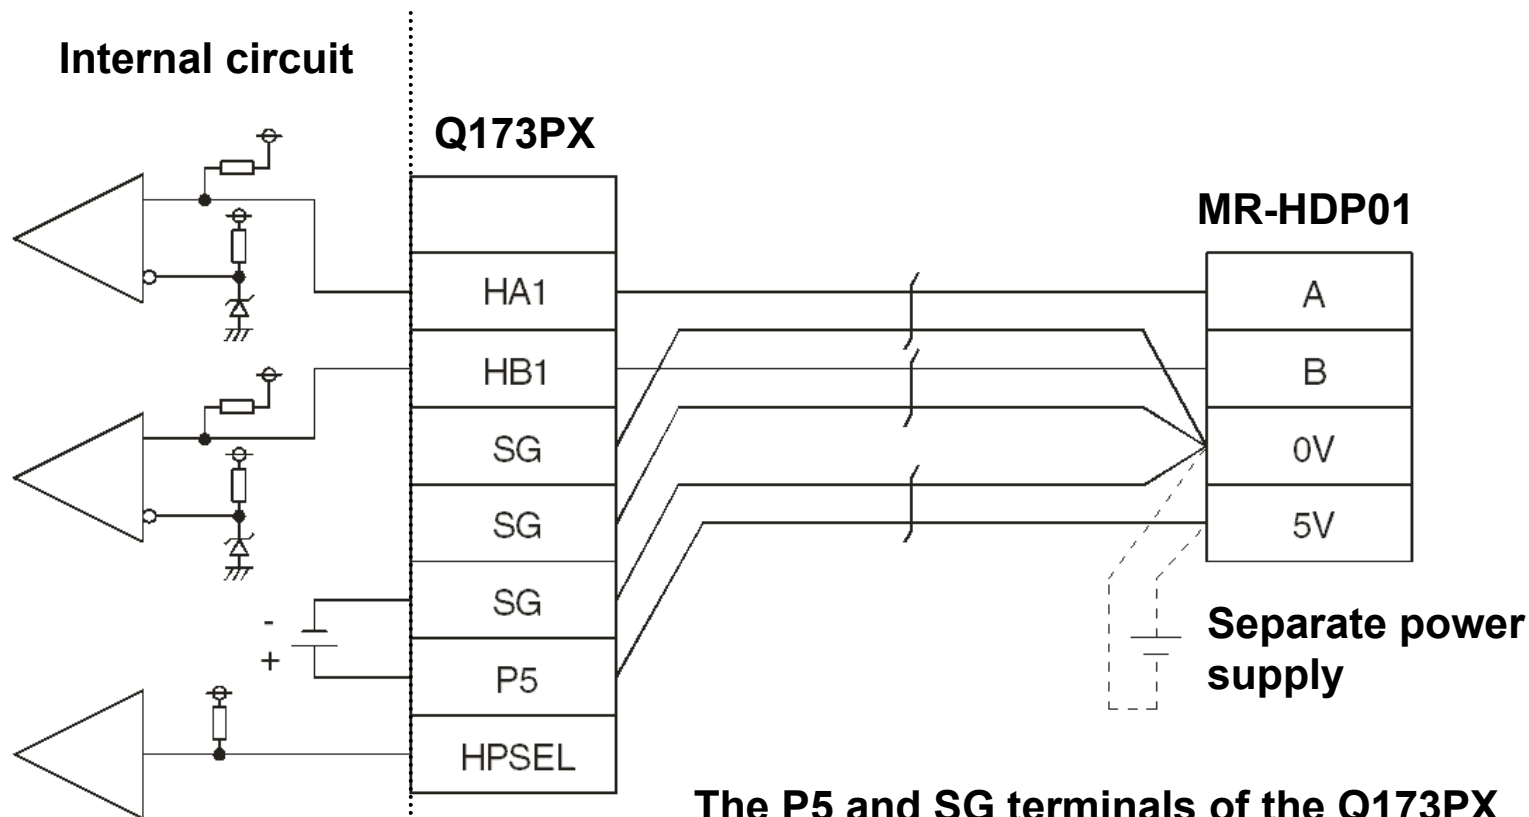 Internal circuit
Q173PX
MR-HDP01
HA1
A
HB1
B
SG
0V
SG
5V
SG
-
+
P5
HPSEL
Separate power
supply
The P5 and SG terminals of the Q173PX